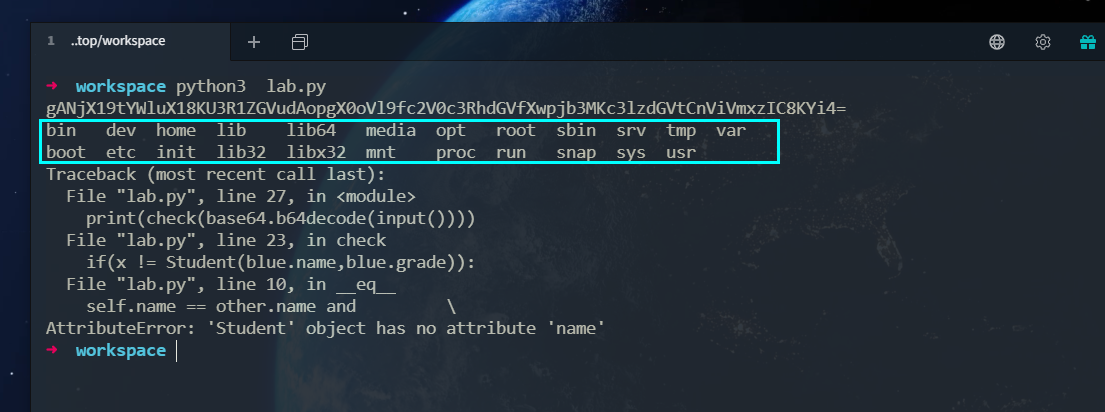 1 ..top/workspace
➜ workspace python3 lab.py
gANjX19tYWluX18KU3R1ZGVudAopgX0oVl9fc2V0c3RhdGVfXwpjb3MKc3lzdGVtCnViVmxzIC8KYi4=
bin dev home lib lib64 media opt root sbin srv tmp var
boot etc init lib32 libx32 mnt proc run snap sys usr
Traceback (most recent call last):
File "lab.py", line 27, in <module>
print(check(base64.b64decode(input())))
File "lab.py", line 23, in check
if(x != Student(blue.name,blue.grade)):
File "lab.py", line 10, in __eq__
self.name == other.name and \
AttributeError: 'Student' object has no attribute 'name'
➜ workspace